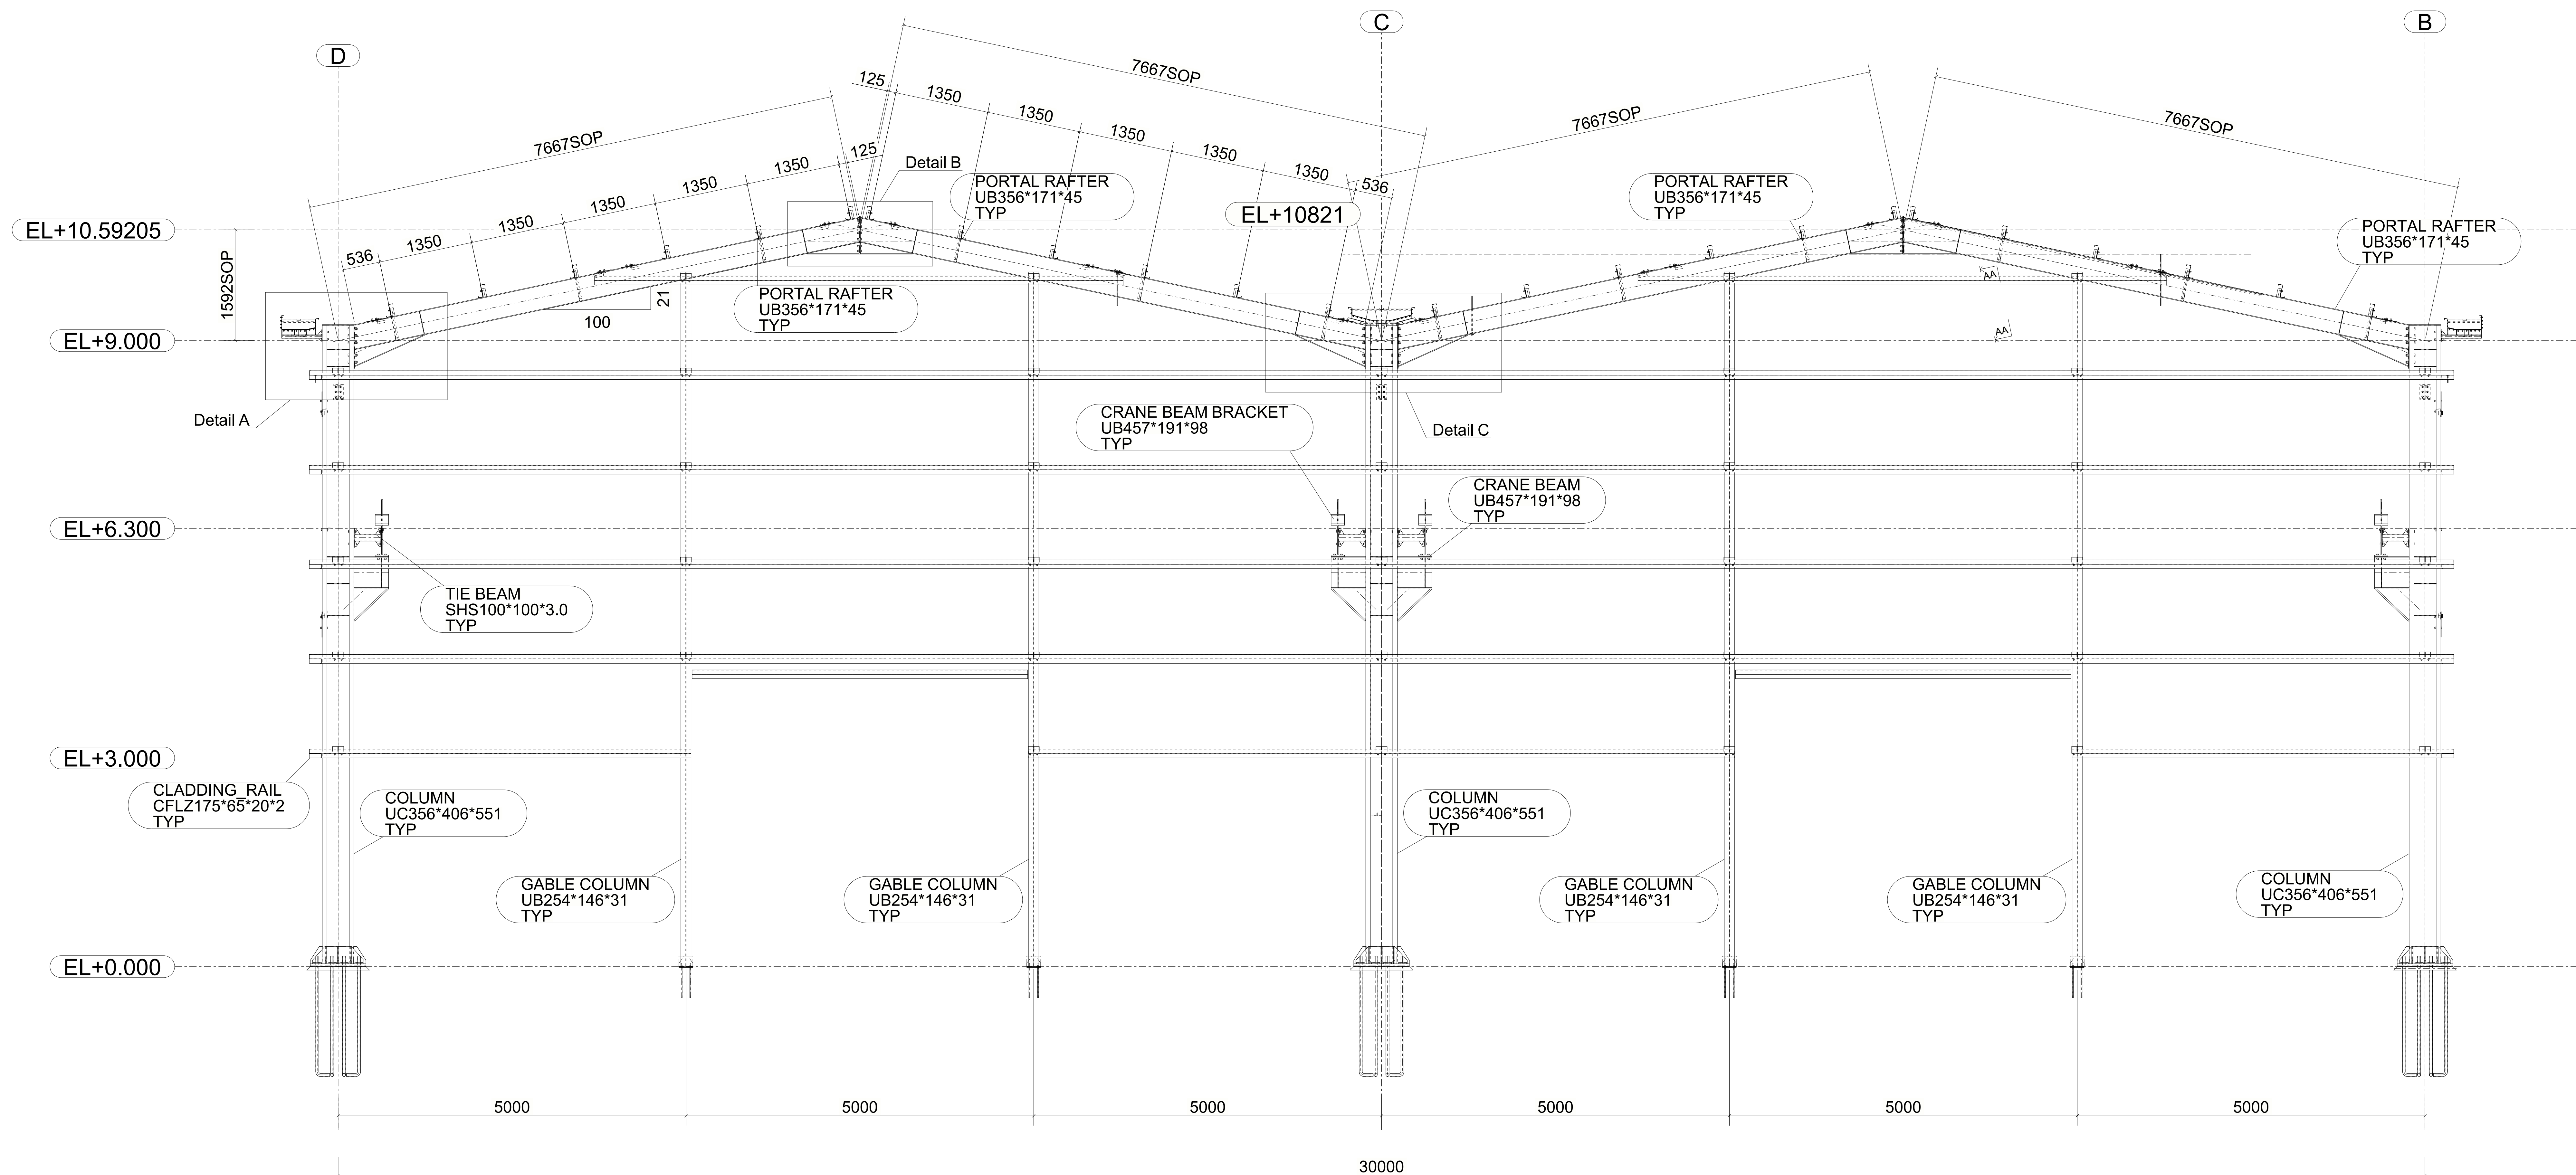 C
B
D
7667SOP
125
7667SOP
7667SOP
1350
1350
1350
1350
1350
536
7667SOP
125
1350
1350
1350
1350
1350
536
Detail B
PORTAL RAFTER
UB356*171*45
TYP
PORTAL RAFTER
UB356*171*45
TYP
EL+10821
EL+10.59205
PORTAL RAFTER
UB356*171*45
TYP
1592SOP
PORTAL RAFTER
UB356*171*45
TYP
21
100
AA
AA
EL+9.000
Detail A
CRANE BEAM BRACKET
UB457*191*98
TYP
Detail C
CRANE BEAM
UB457*191*98
TYP
EL+6.300
TIE BEAM
SHS100*100*3.0
TYP
EL+3.000
CLADDING_RAIL
CFLZ175*65*20*2
TYP
COLUMN
UC356*406*551
TYP
COLUMN
UC356*406*551
TYP
GABLE COLUMN
UB254*146*31
TYP
GABLE COLUMN
UB254*146*31
TYP
GABLE COLUMN
UB254*146*31
TYP
GABLE COLUMN
UB254*146*31
TYP
COLUMN
UC356*406*551
TYP
EL+0.000
5000
5000
5000
5000
5000
5000
30000